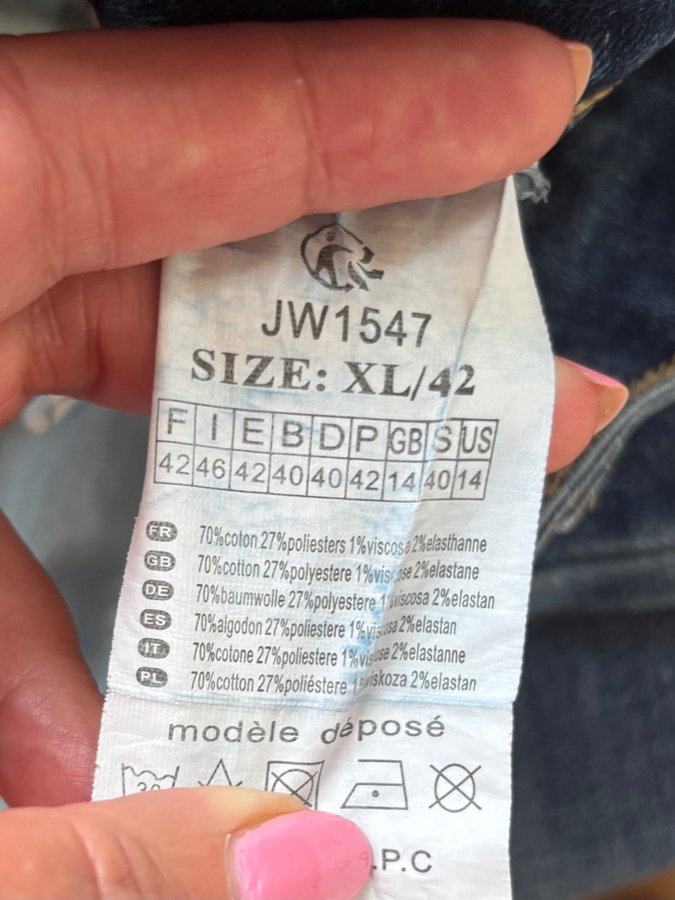 JW1547
SIZE: XL/42
F I E B D P GB S US
42 46 42 40 40 42 14 40 14
FR 70%coton 27%poliesters 1%viscose 2%elasthanne
GB 70%cotton 27%polyestere 1%viscose 2%elastane
DE 70%baumwolle 27%polyestere 1%viscosa 2%elastan
ES 70%algodon 27%poliestere 1%viscosa 2%elastan
IT 70%cotone 27%poliestere 1%viscose 2%elastanne
PL 70%cotton 27%poliéstere 1%wiskoza 2%elastan
modèle déposé
30
.P.C